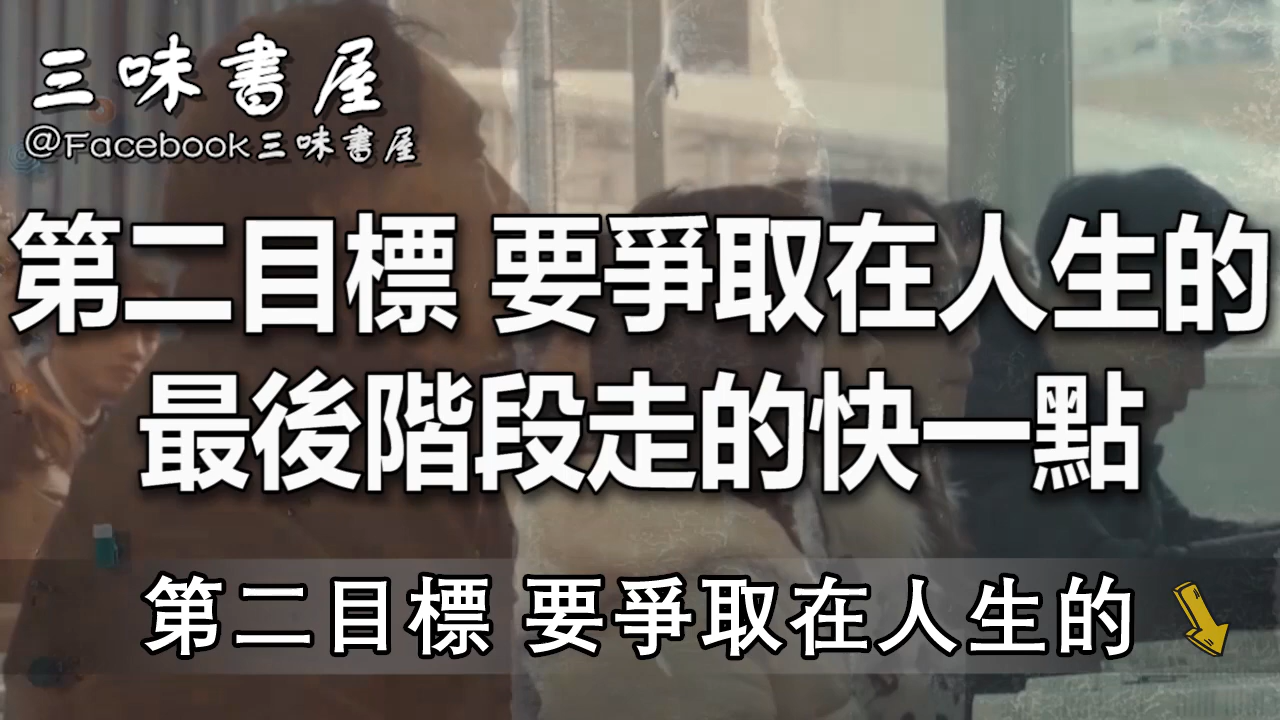 三味書屋
@Facebook三味書屋
第二目標 要爭取在人生的
最後階段走的快一點
第二目標 要爭取在人生的